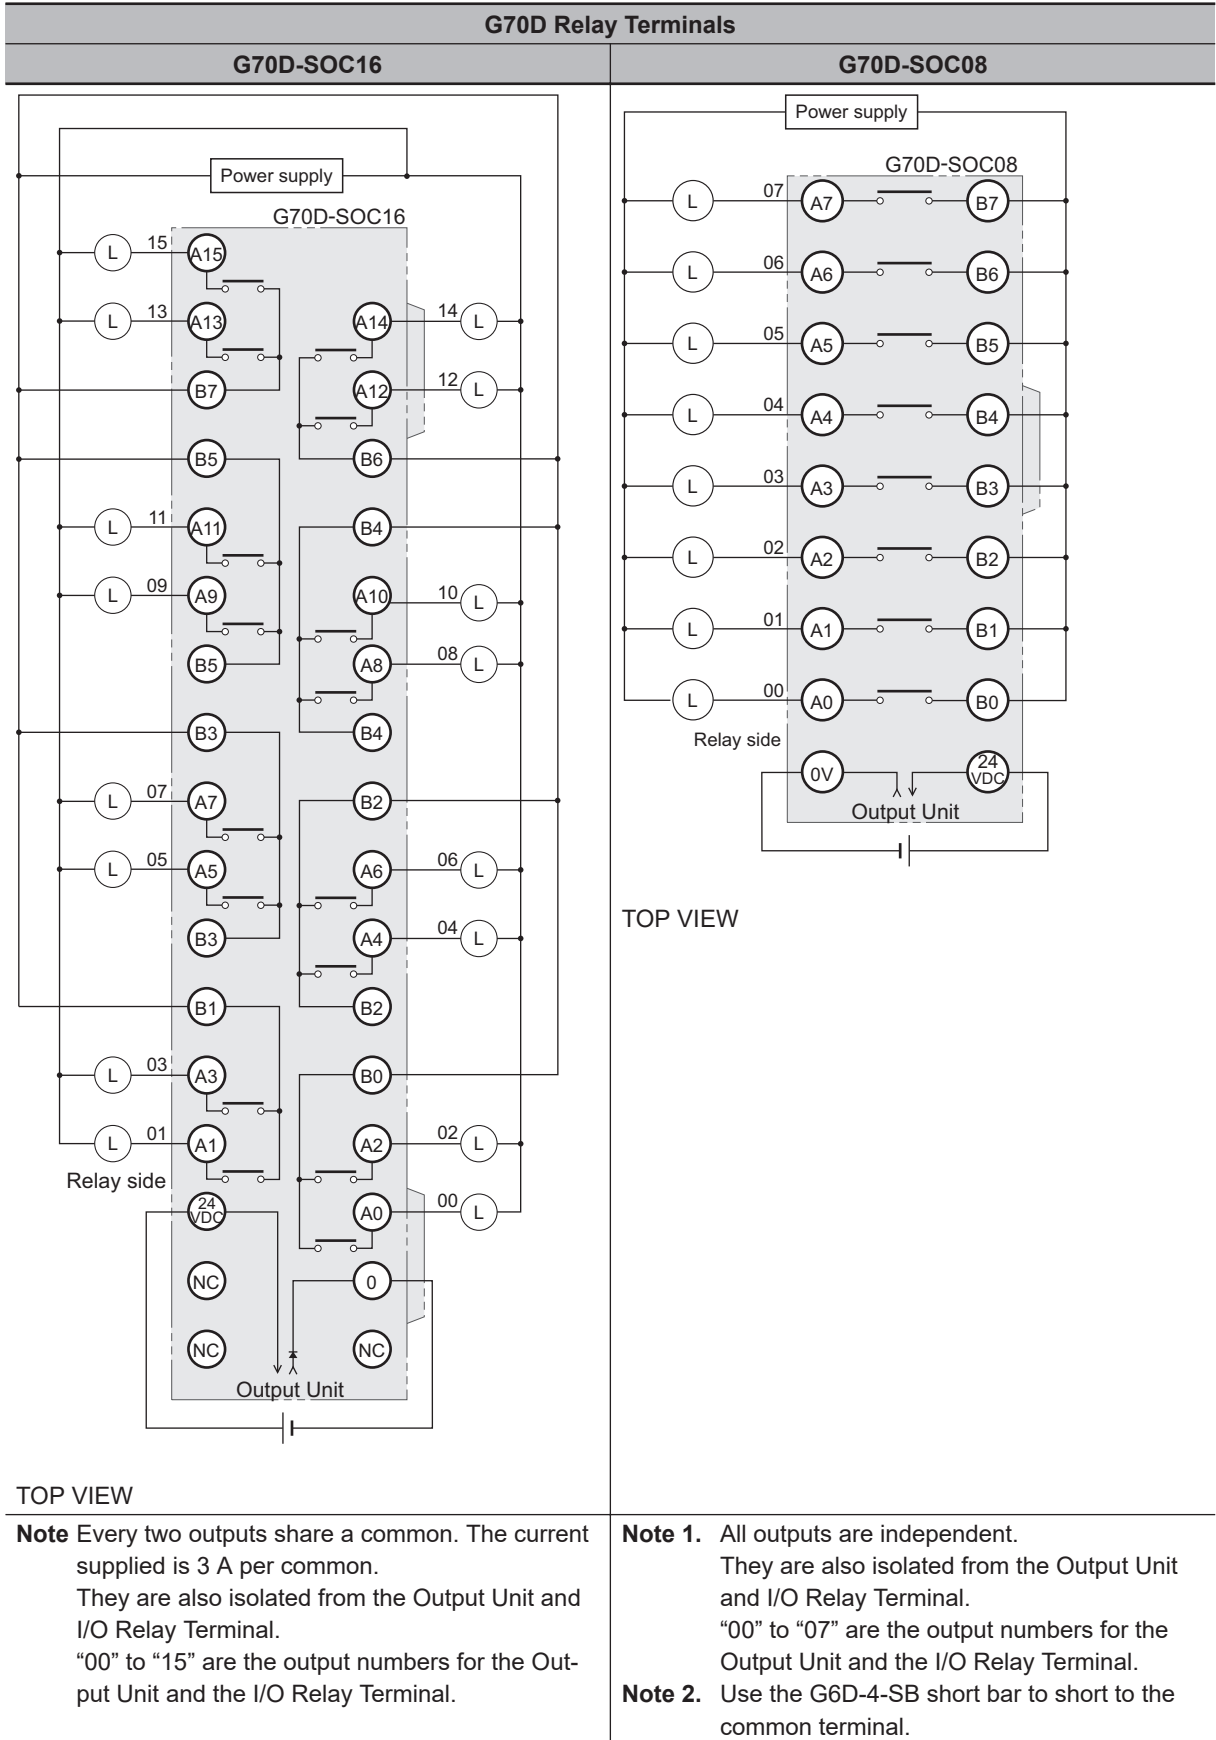 G70D Relay Terminals
G70D-SOC16
G70D-SOC08
Power supply
G70D-SOC16
L 15 A15
L 13 A13
A14 14 L
B7
A12 12 L
B5
B6
L 11 A11
B4
L 09 A9
A10 10 L
B5
A8 08 L
B3
B4
L 07 A7
B2
L 05 A5
A6 06 L
B3
A4 04 L
B1
B2
L 03 A3
B0
L 01 A1
A2 02 L
Relay side
24 VDC
A0 00 L
NC
0
NC
NC
Output Unit
TOP VIEW
Power supply
G70D-SOC08
L 07 A7 B7
L 06 A6 B6
L 05 A5 B5
L 04 A4 B4
L 03 A3 B3
L 02 A2 B2
L 01 A1 B1
L 00 A0 B0
Relay side
0V
24 VDC
Output Unit
TOP VIEW
Note Every two outputs share a common. The current
supplied is 3 A per common.
They are also isolated from the Output Unit and
I/O Relay Terminal.
“00” to “15” are the output numbers for the Out-
put Unit and the I/O Relay Terminal.
Note 1. All outputs are independent.
They are also isolated from the Output Unit
and I/O Relay Terminal.
“00” to “07” are the output numbers for the
Output Unit and the I/O Relay Terminal.
Note 2. Use the G6D-4-SB short bar to short to the
common terminal.